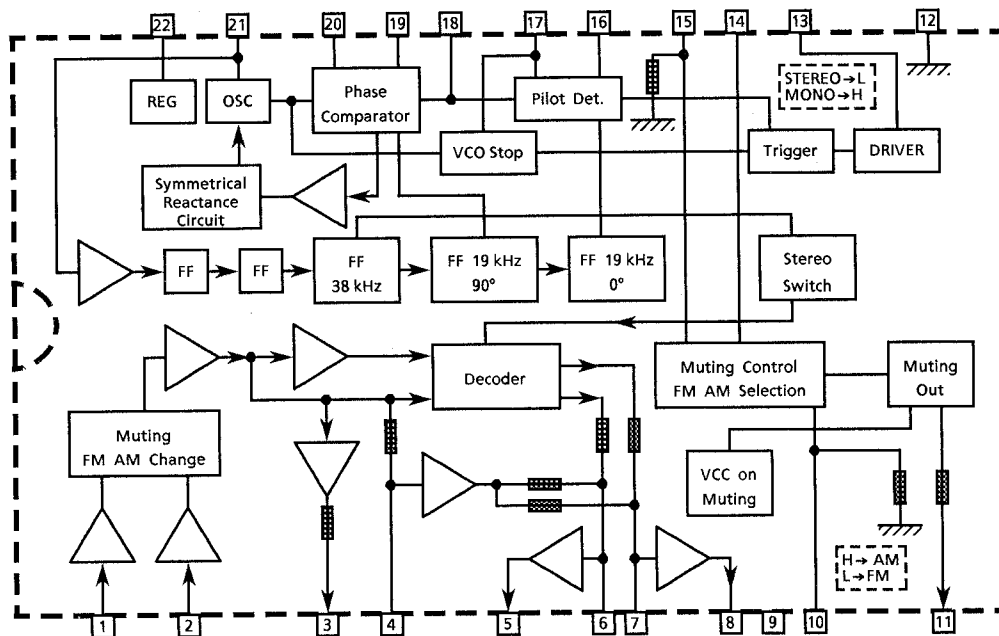 22 21 20 19 18 17 16 15 14 13 12
STEREO→L
MONO→H
REG
OSC
Phase
Comparator
Pilot Det.
VCO Stop
Trigger
DRIVER
Symmetrical
Reactance
Circuit
FF
FF
FF
38 kHz
FF 19 kHz
90°
FF 19 kHz
0°
Stereo
Switch
Decoder
Muting Control
FM AM Selection
Muting
Out
Muting
FM AM Change
VCC on
Muting
H→AM
L→FM
1 2 3 4 5 6 7 8 9 10 11